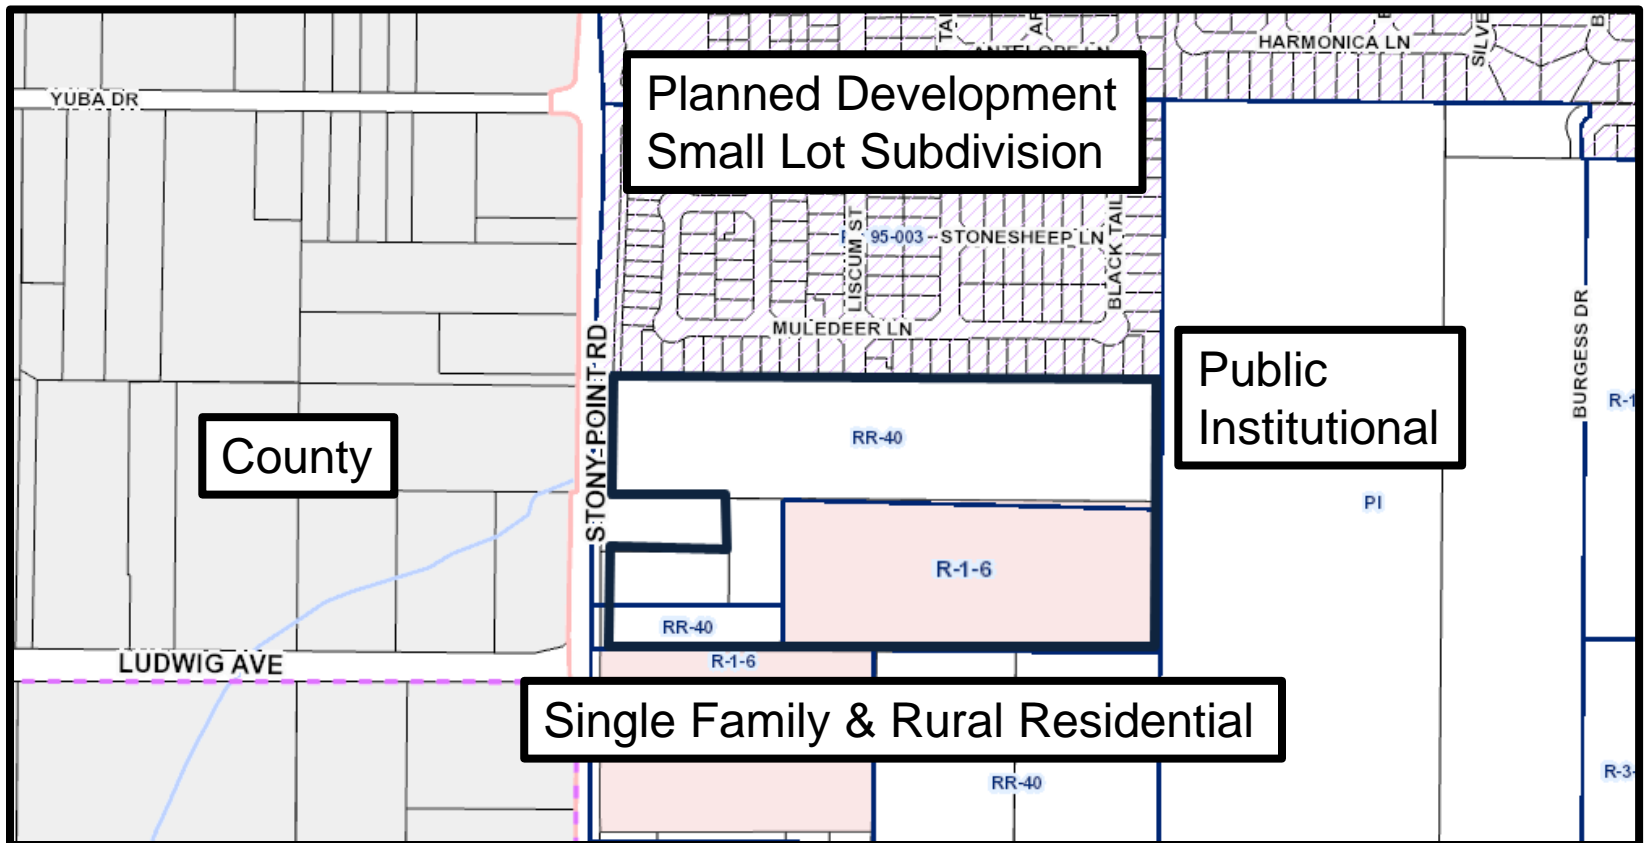 ANTELOPE LN
HARMONICA LN
YUBA DR
Planned Development
Small Lot Subdivision
95-003
STONESHEEP LN
LISCUM ST
BLACK TAIL
MULEDEER LN
STONY POINT RD
BURGESS DR
Public
Institutional
County
RR-40
PI
R-1-6
RR-40
R-1-6
LUDWIG AVE
Single Family & Rural Residential
RR-40